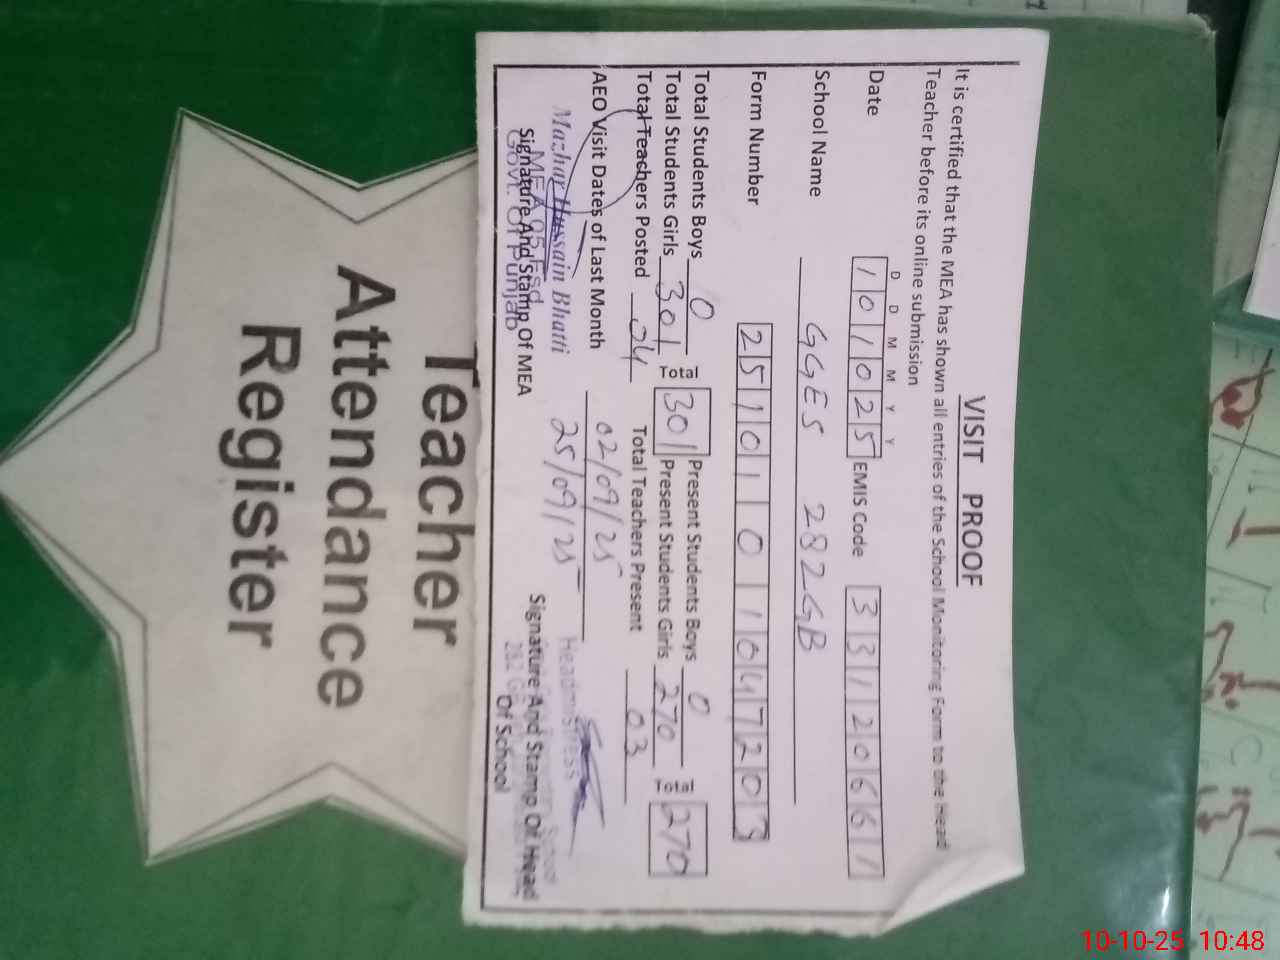 VISIT PROOF
It is certified that the MEA has shown all entries of the School Monitoring Form to the Head
Teacher before its online submission
D D M M Y Y
Date 1 0 1 0 2 5 EMIS Code 3 3 1 2 0 6 6 1
School Name GGES 282GB
Form Number 2 5 1 0 1 0 1 0 4 7 2 0 3
Total Students Boys 0 Total 301 Present Students Boys 0 Total 270
Total Students Girls 301 Present Students Girls 270
Total Teachers Posted 04 Total Teachers Present 03
AEO Visit Dates of Last Month 02/09/25
25/09/25
Mazhar Hussain Bhatti
MEA 95 Fsd
Govt. Of Punjab
Signature And Stamp Of MEA
Headmistress
Signature And Stamp Of Head
Of School
Teacher
Attendance
Register
10-10-25 10:48